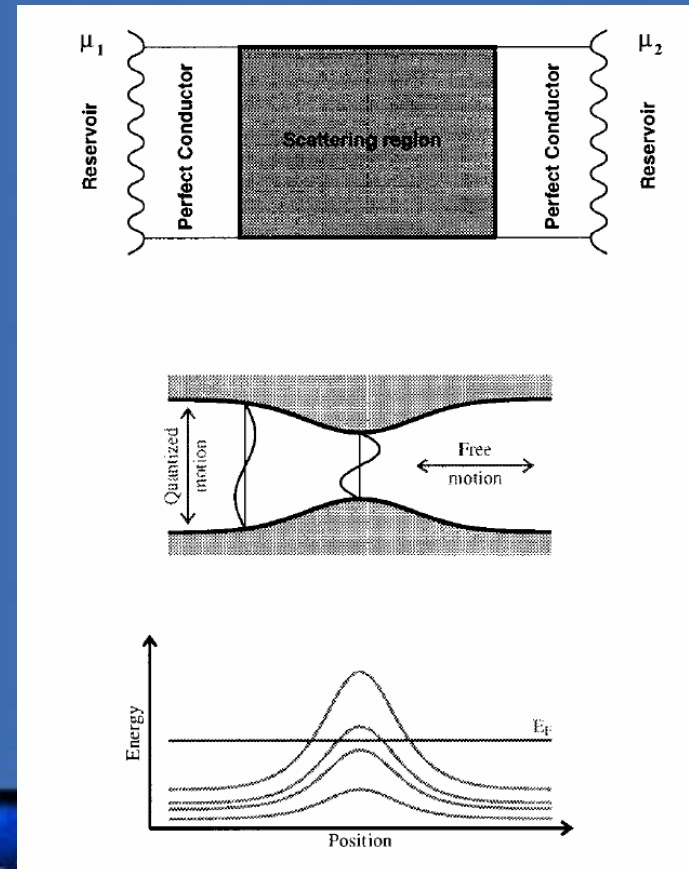 μ1
μ2
Reservoir
Perfect Conductor
Scattering region
Perfect Conductor
Reservoir
Quantized
motion
Free
motion
Energy
EF
Position